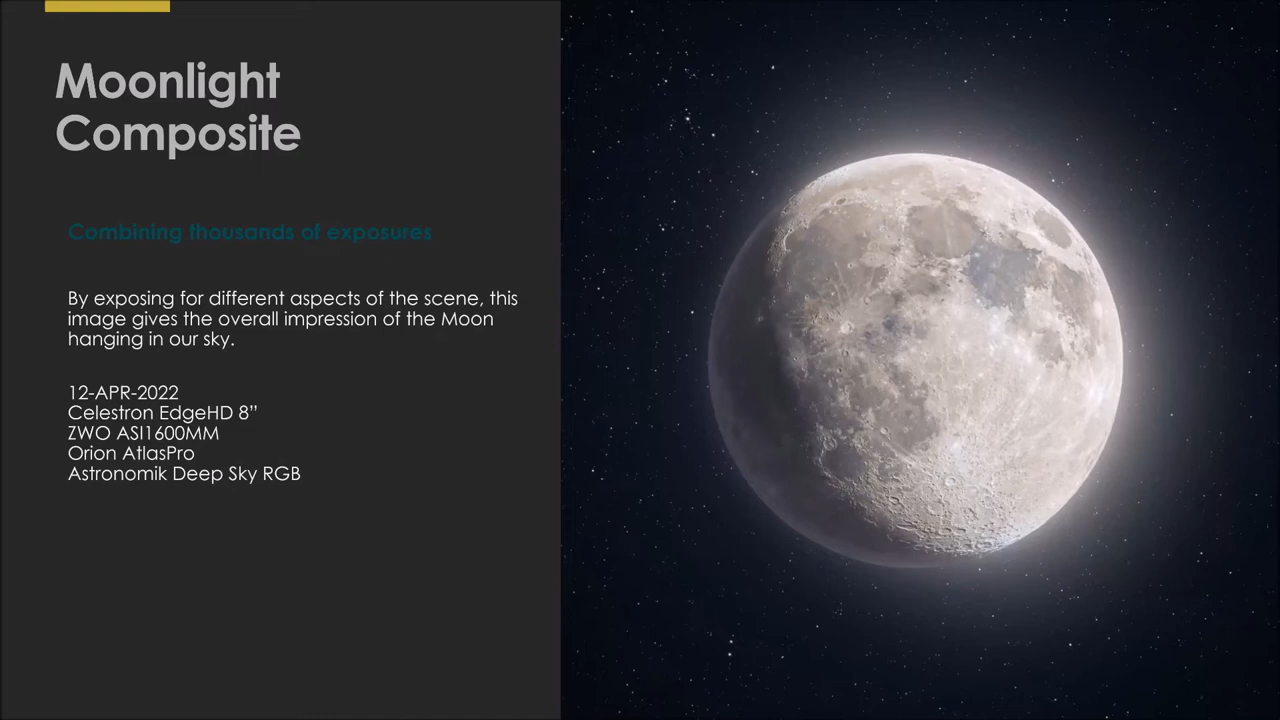 Moonlight
Composite
Combining thousands of exposures
By exposing for different aspects of the scene, this
image gives the overall impression of the Moon
hanging in our sky.
12-APR-2022
Celestron EdgeHD 8”
ZWO ASI1600MM
Orion AtlasPro
Astronomik Deep Sky RGB